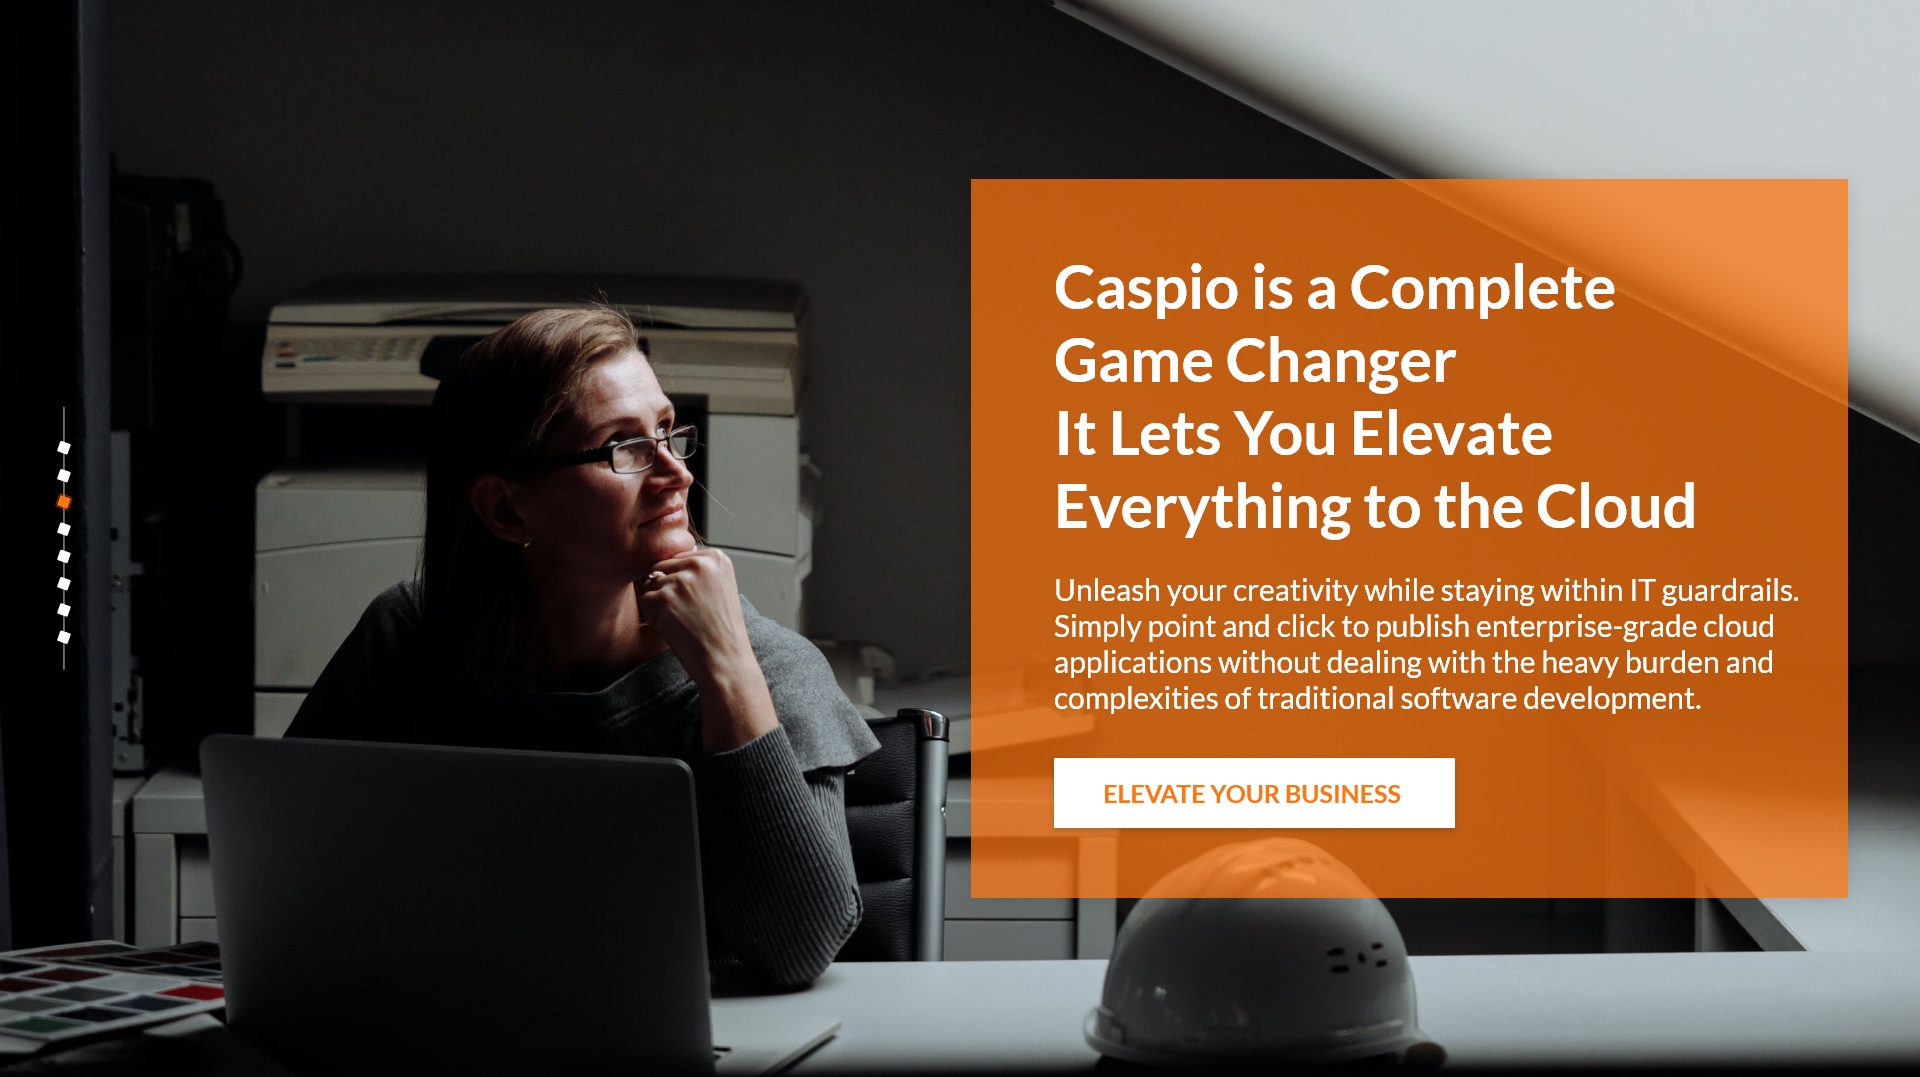 Caspio is a Complete
Game Changer
It Lets You Elevate
Everything to the Cloud
Unleash your creativity while staying within IT guardrails.
Simply point and click to publish enterprise-grade cloud
applications without dealing with the heavy burden and
complexities of traditional software development.
ELEVATE YOUR BUSINESS